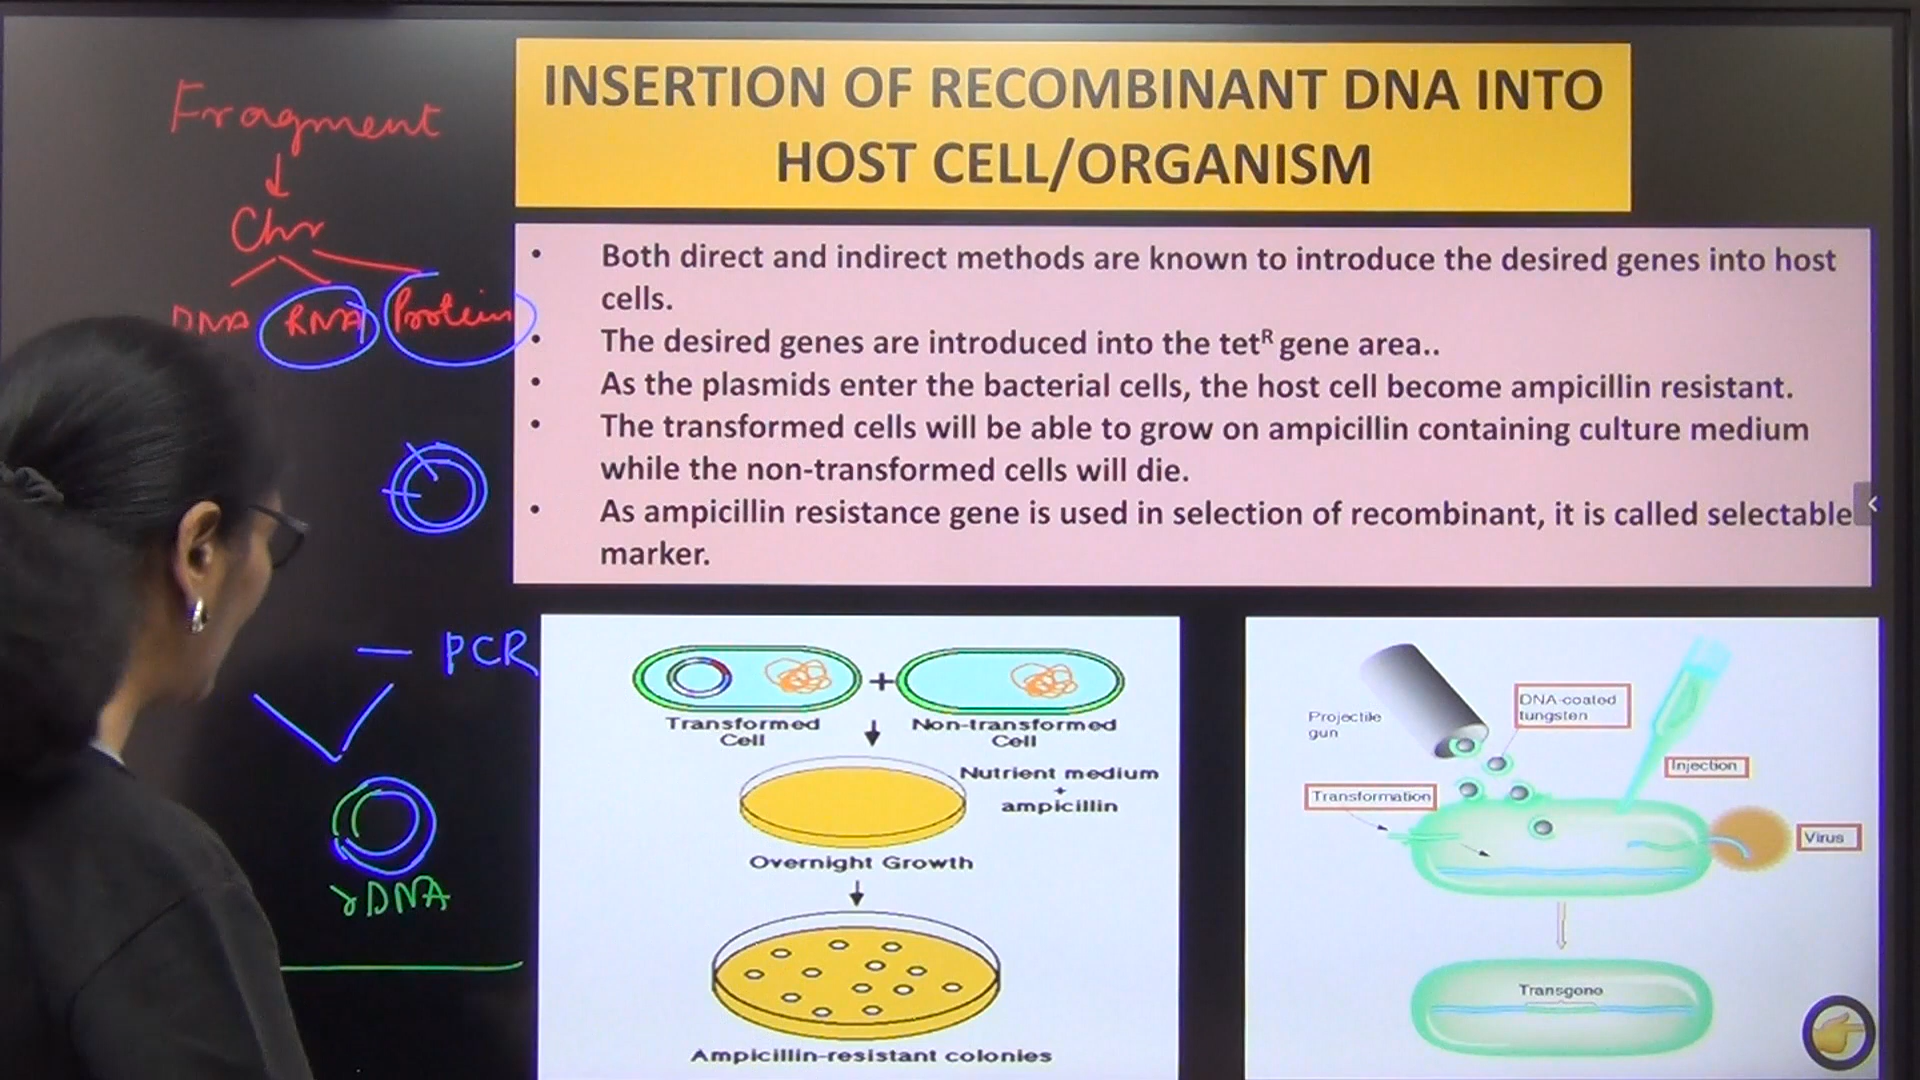 Fragment
Chr
DNA RNA Protein
PCR
rDNA
INSERTION OF RECOMBINANT DNA INTO
HOST CELL/ORGANISM
• Both direct and indirect methods are known to introduce the desired genes into host
cells.
• The desired genes are introduced into the tetᴿ gene area..
• As the plasmids enter the bacterial cells, the host cell become ampicillin resistant.
• The transformed cells will be able to grow on ampicillin containing culture medium
while the non-transformed cells will die.
• As ampicillin resistance gene is used in selection of recombinant, it is called selectable
marker.
+
Transformed
Cell
Non-transformed
Cell
Nutrient medium
+
ampicillin
Overnight Growth
Ampicillin-resistant colonies
Projectile
gun
DNA-coated
tungsten
Injection
Transformation
Virus
Transgene